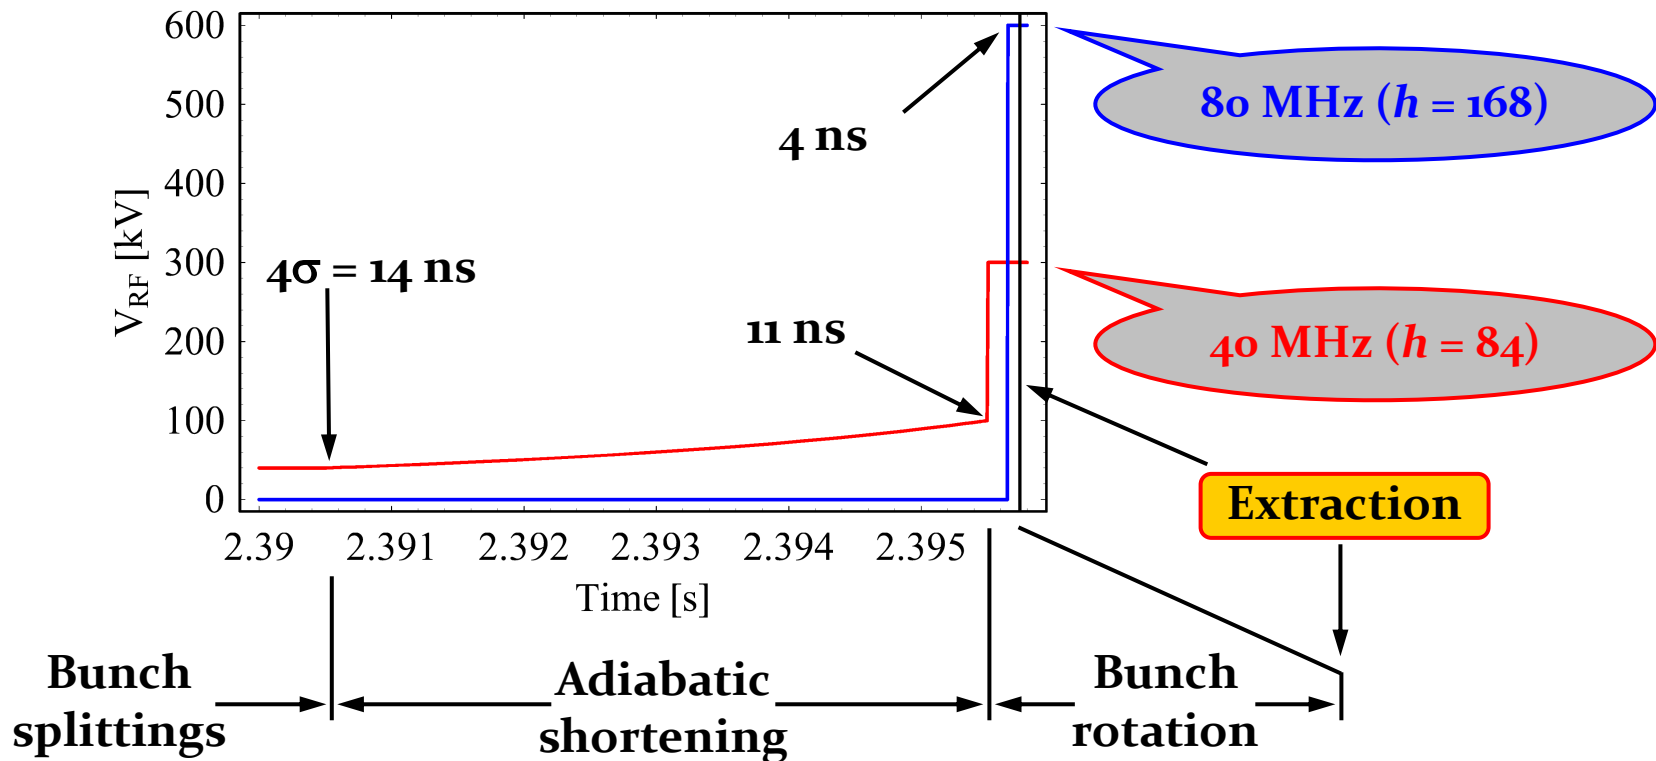 600
500
400
300
200
100
0
V_RF [kV]
2.39 2.391 2.392 2.393 2.394 2.395
Time [s]
4σ = 14 ns
11 ns
4 ns
80 MHz (h = 168)
40 MHz (h = 84)
Extraction
Bunch
splittings
Adiabatic
shortening
Bunch
rotation